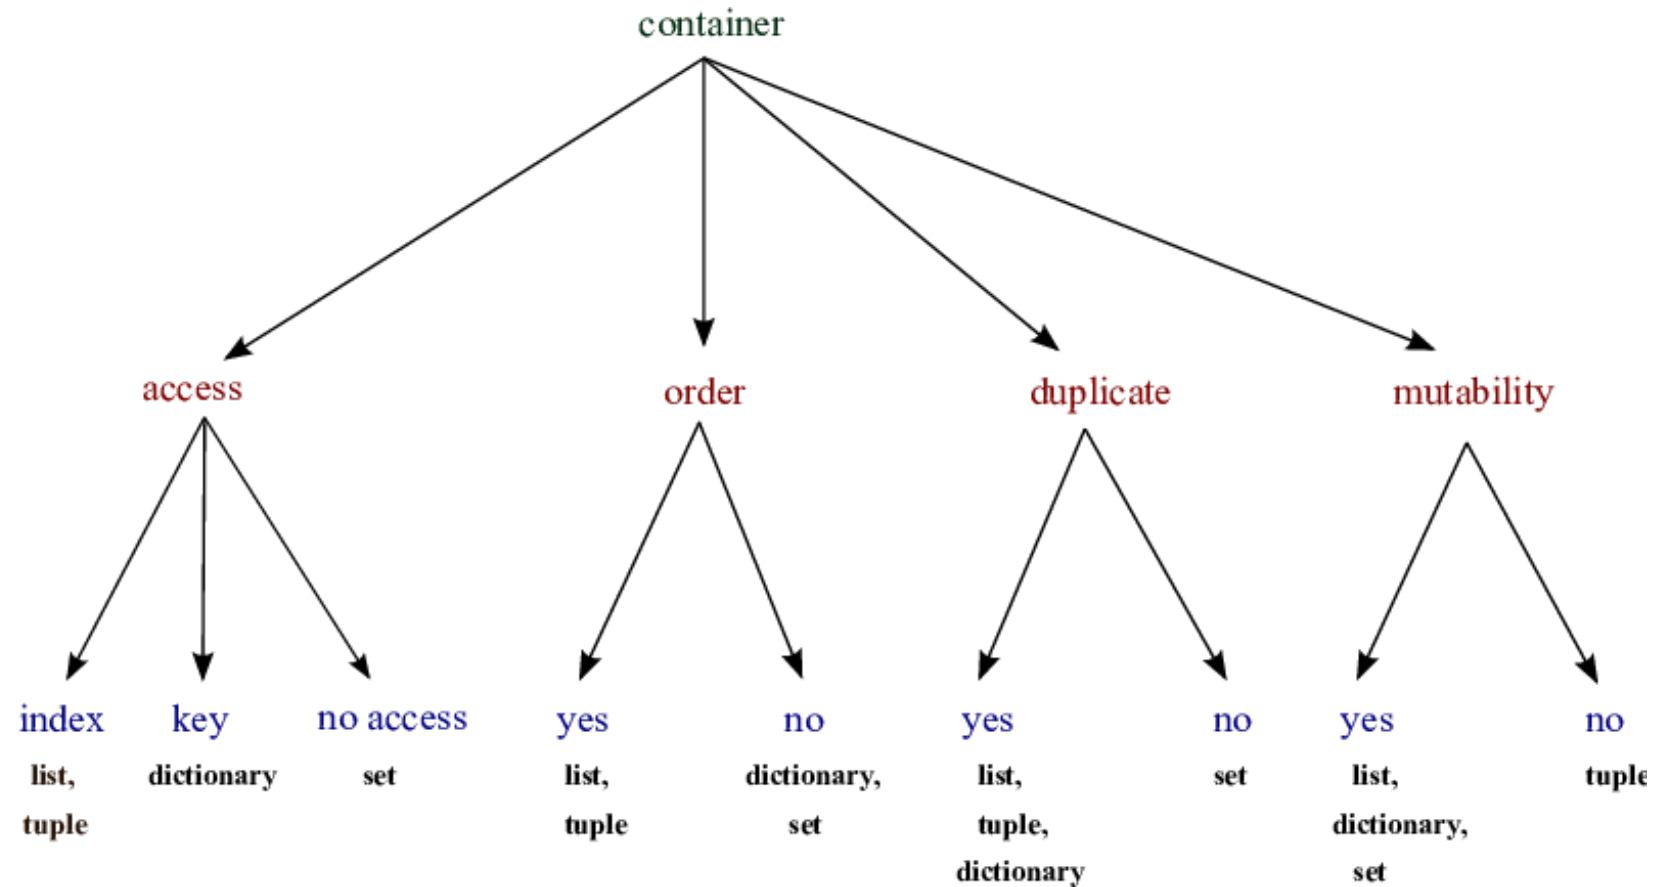 container
access order duplicate mutability
index key no access yes no yes no yes no
list, dictionary set list, dictionary, list, set list, tuple
tuple tuple set tuple, dictionary,
dictionary set